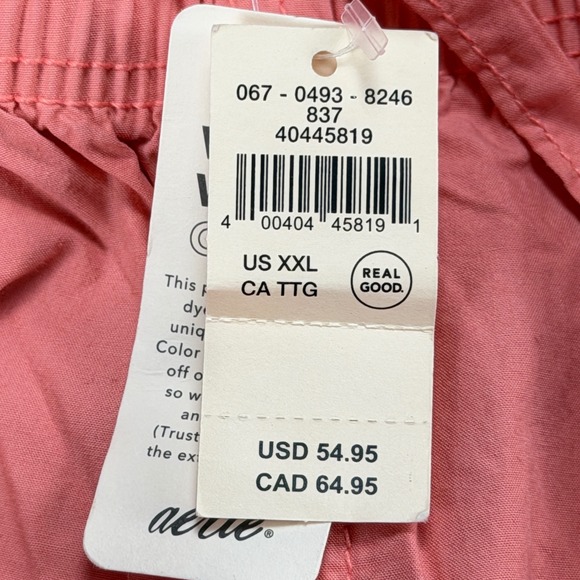 067 - 0493 - 8246
837
40445819
4 00404 45819 1
US XXL
CA TTG
REAL
GOOD.
USD 54.95
CAD 64.95
This
dye
uniq
Color
off o
so w
an
(Trust
the ex
aerie®